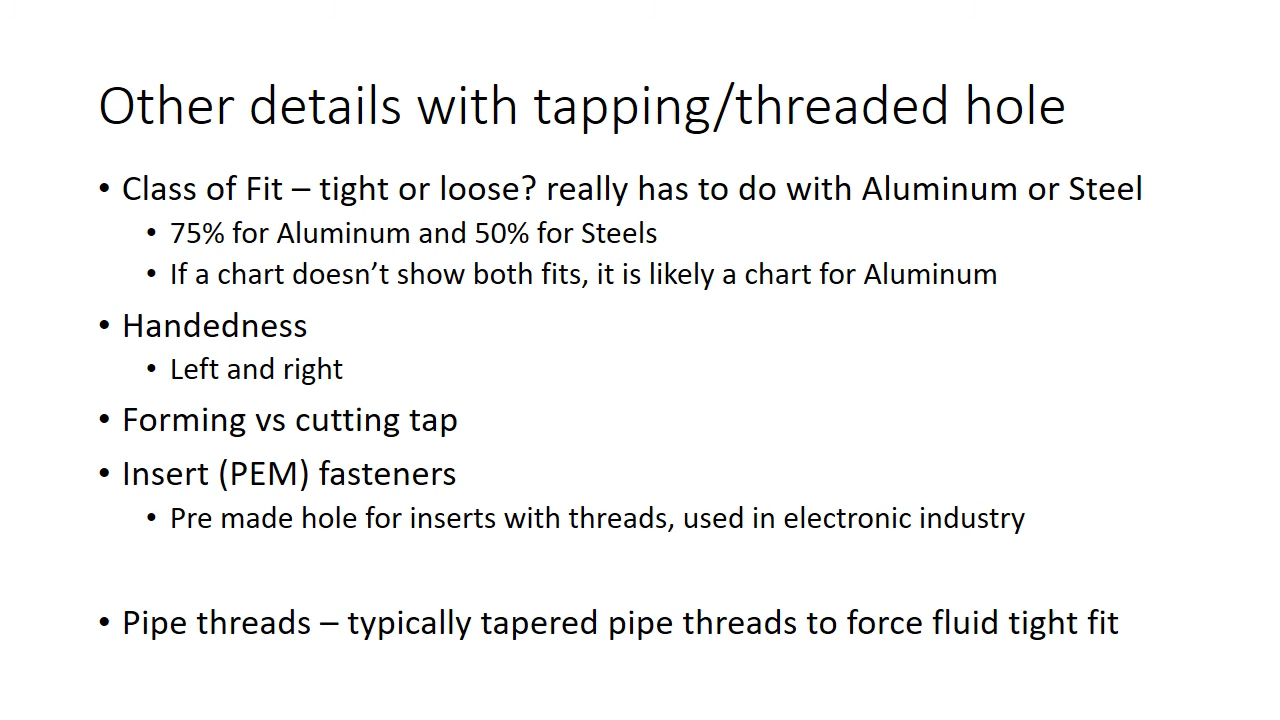 Other details with tapping/threaded hole
• Class of Fit – tight or loose? really has to do with Aluminum or Steel
• 75% for Aluminum and 50% for Steels
• If a chart doesn’t show both fits, it is likely a chart for Aluminum
• Handedness
• Left and right
• Forming vs cutting tap
• Insert (PEM) fasteners
• Pre made hole for inserts with threads, used in electronic industry
• Pipe threads – typically tapered pipe threads to force fluid tight fit